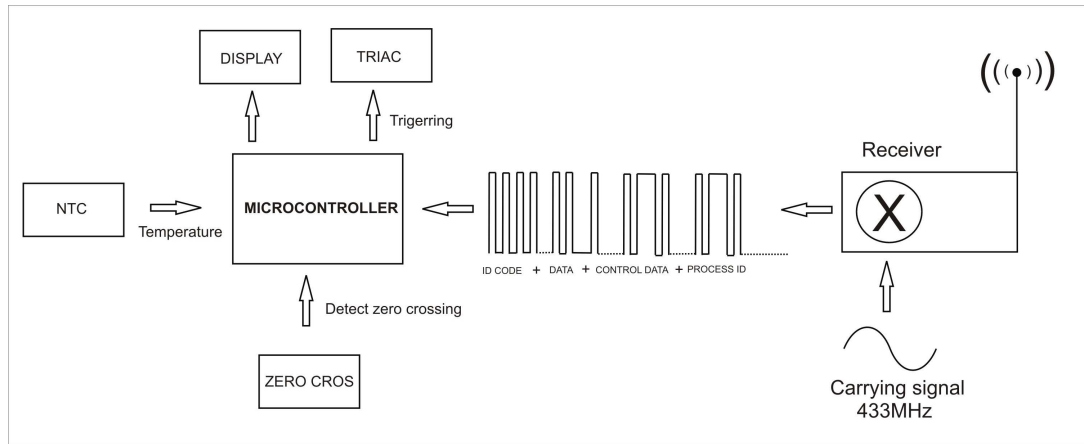 DISPLAY
TRIAC
Trigerring
Receiver
NTC
MICROCONTROLLER
X
Temperature
ID CODE + DATA + CONTROL DATA + PROCESS ID
Detect zero crossing
ZERO CROS
Carrying signal
433MHz